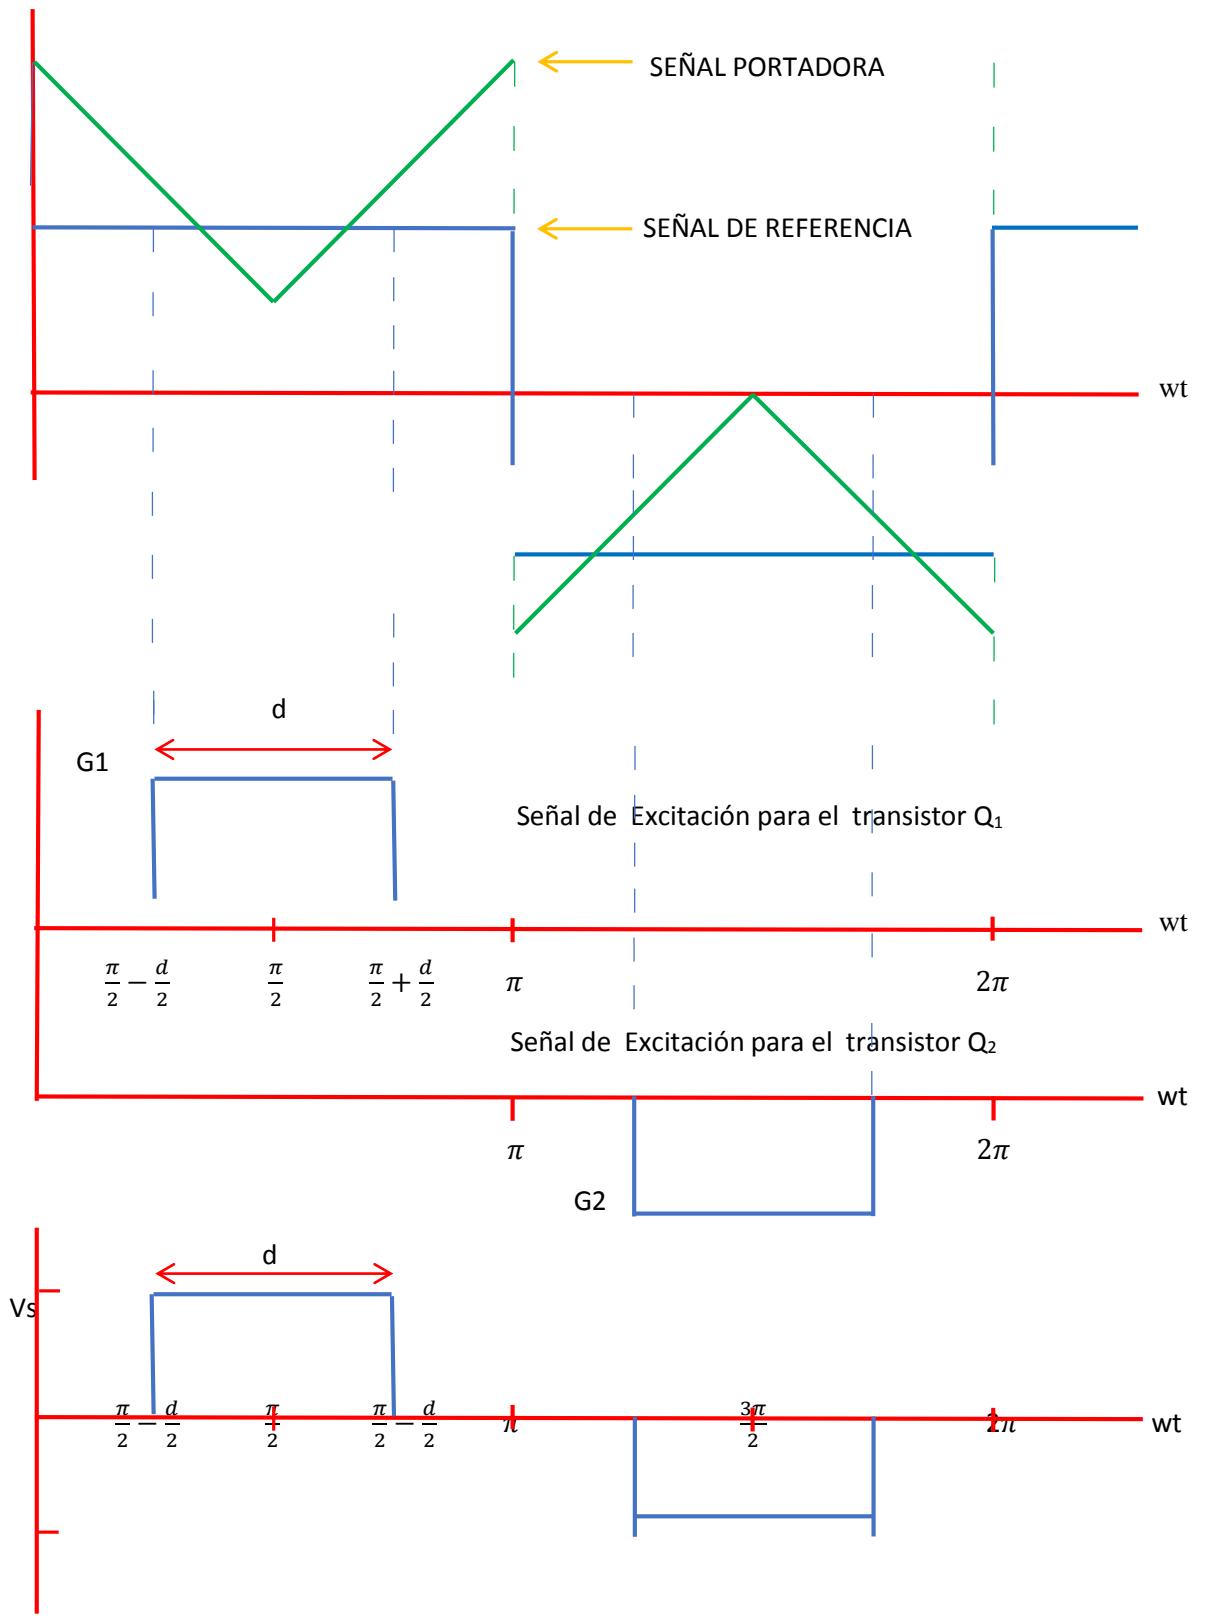 SEÑAL PORTADORA
SEÑAL DE REFERENCIA
wt
d
G1
Señal de Excitación para el transistor Q₁
wt
π/2 − d/2 π/2 π/2 + d/2 π 2π
Señal de Excitación para el transistor Q₂
wt
π 2π
G2
d
Vs
π/2 − d/2 π/2 π/2 − d/2 π 3π/2 2π wt